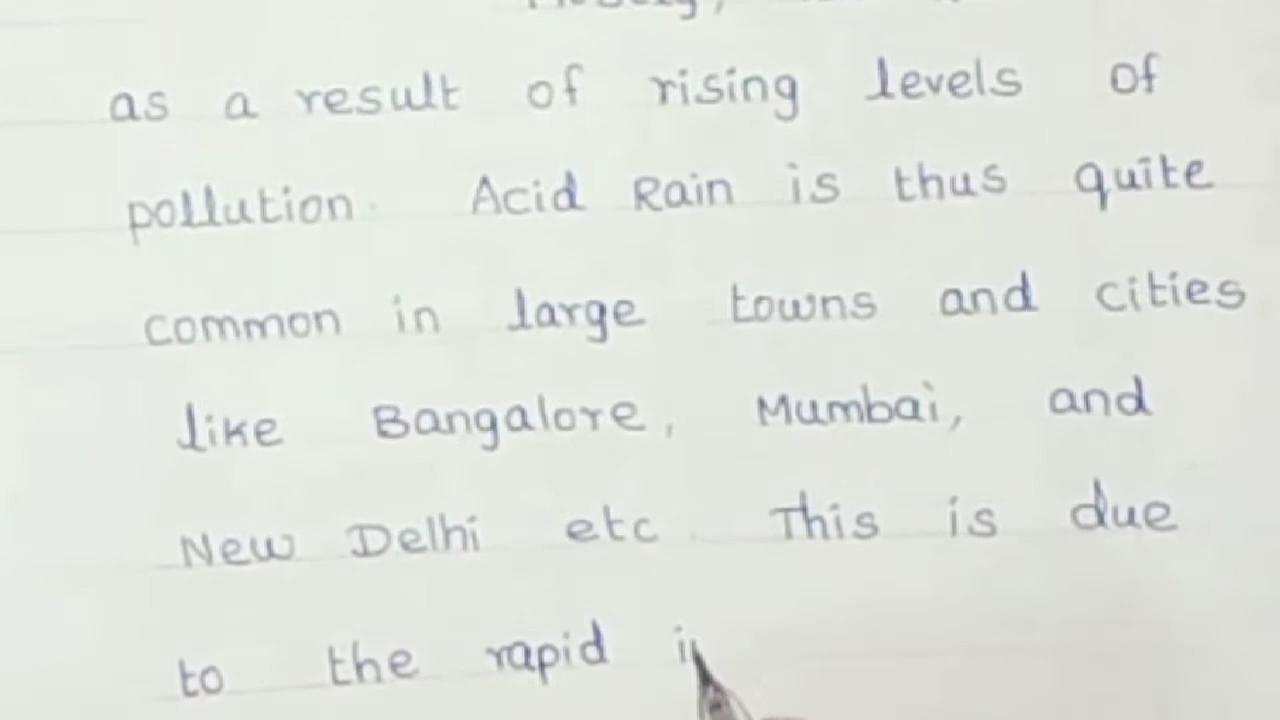 as a result of rising levels of
pollution. Acid Rain is thus quite
common in large towns and cities
like Bangalore, Mumbai, and
New Delhi etc. This is due
to the rapid